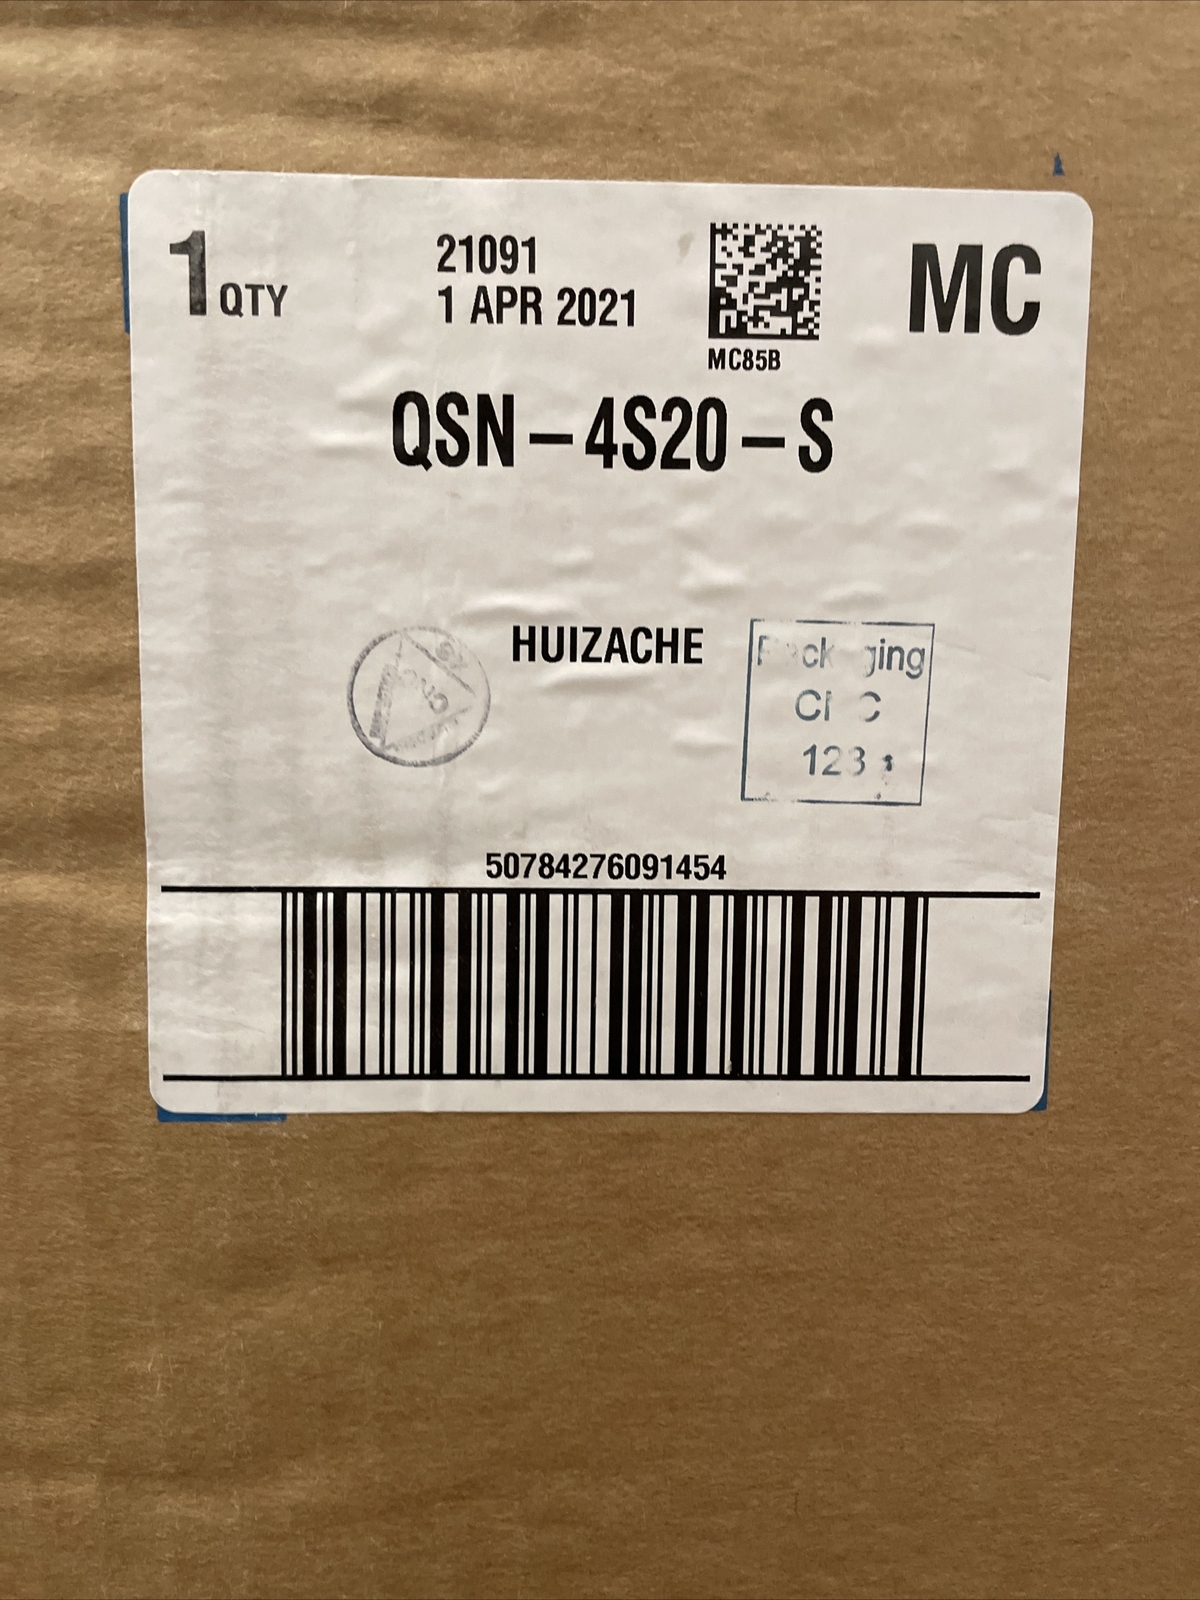 1 QTY
21091
1 APR 2021
MC
MC85B
QSN-4S20-S
HUIZACHE
Packaging
123
50784276091454